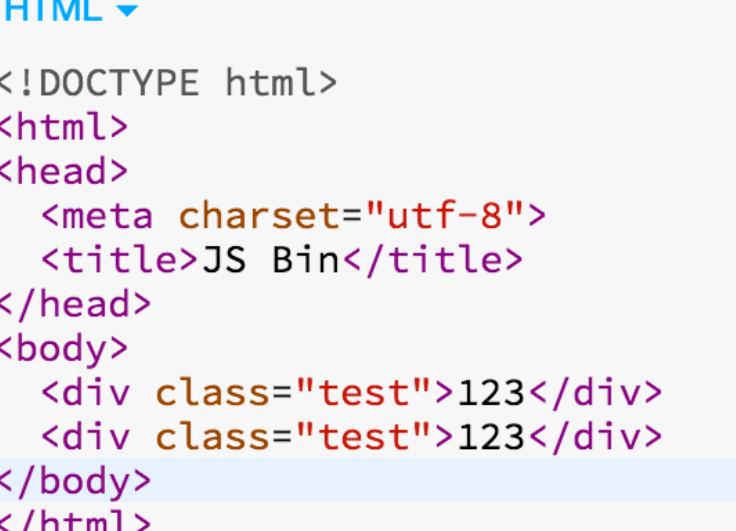 HTML
<!DOCTYPE html>
<html>
<head>
  <meta charset="utf-8">
  <title>JS Bin</title>
</head>
<body>
  <div class="test">123</div>
  <div class="test">123</div>
</body>
</html>